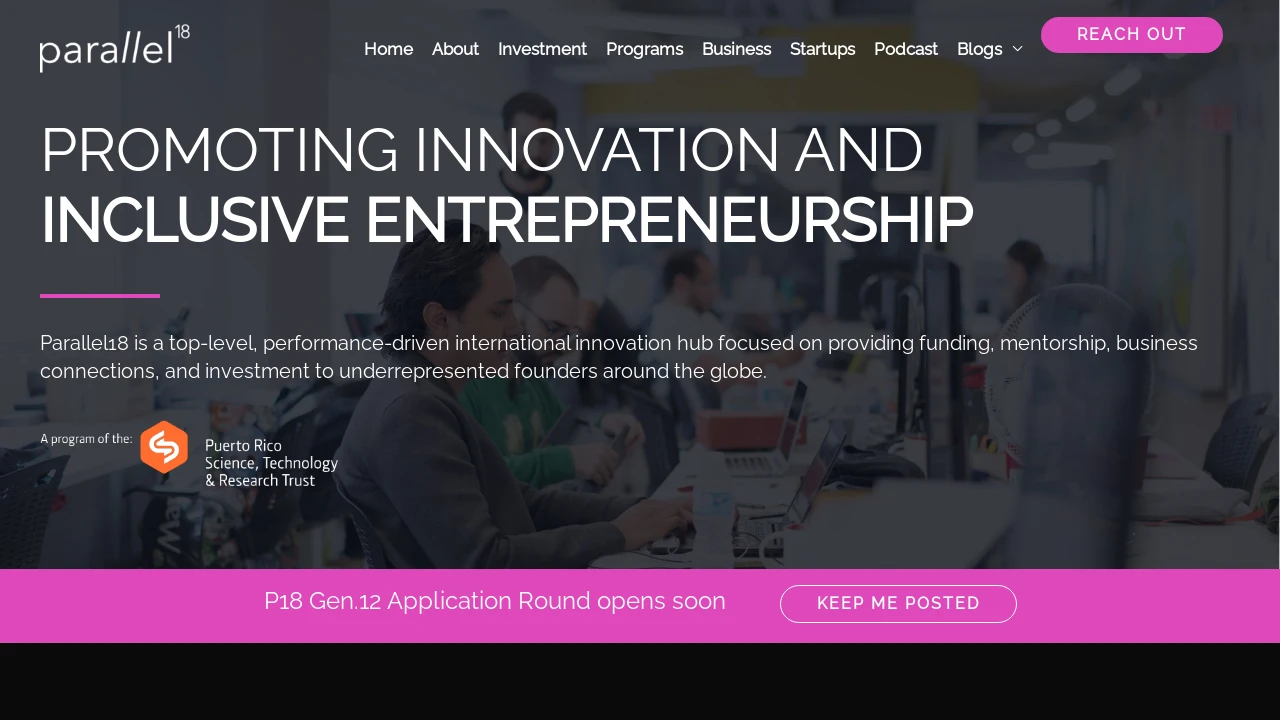 parallel18
Home About Investment Programs Business Startups Podcast Blogs
REACH OUT
PROMOTING INNOVATION AND
INCLUSIVE ENTREPRENEURSHIP
Parallel18 is a top-level, performance-driven international innovation hub focused on providing funding, mentorship, business
connections, and investment to underrepresented founders around the globe.
A program of the:
Puerto Rico
Science, Technology
& Research Trust
P18 Gen.12 Application Round opens soon
KEEP ME POSTED